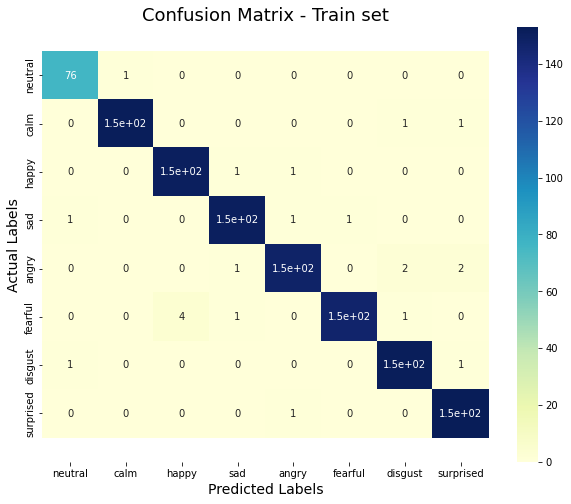 Confusion Matrix - Train set
neutral 76 1 0 0 0 0 0 0
calm 0 1.5e+02 0 0 0 0 1 1
happy 0 0 1.5e+02 1 1 0 0 0
sad 1 0 0 1.5e+02 1 1 0 0
angry 0 0 0 1 1.5e+02 0 2 2
fearful 0 0 4 1 0 1.5e+02 1 0
disgust 1 0 0 0 0 0 1.5e+02 1
surprised 0 0 0 0 1 0 0 1.5e+02
neutral calm happy sad angry fearful disgust surprised
Actual Labels
Predicted Labels
140
120
100
80
60
40
20
0